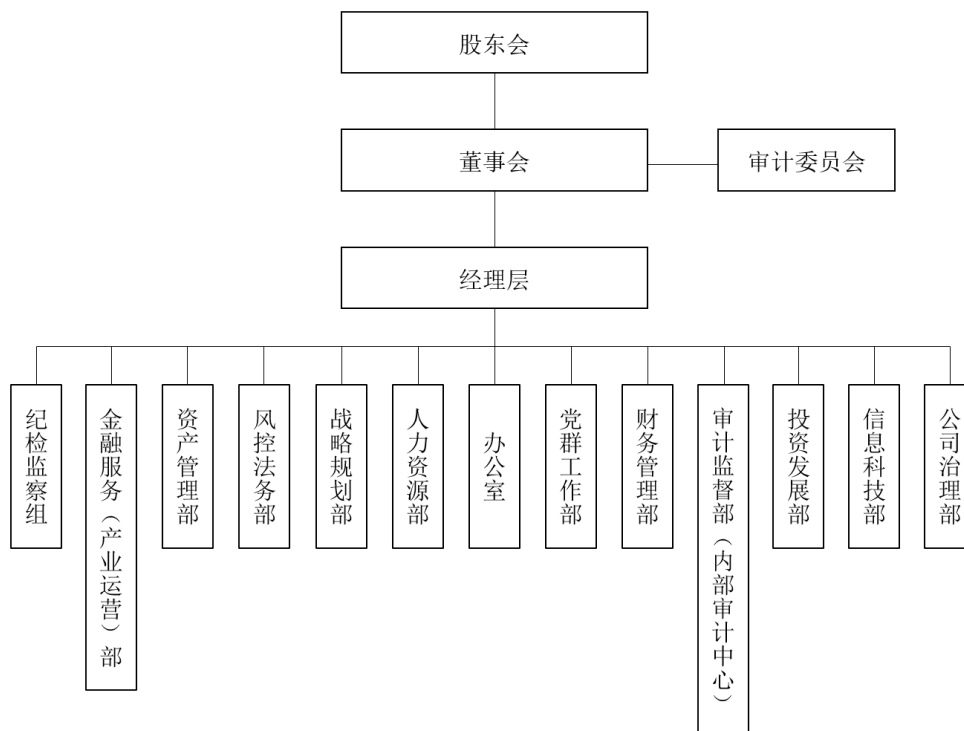 股东会
董事会
审计委员会
经理层
纪检监察组
金融服务（产业运营）部
资产管理部
风控法务部
战略规划部
人力资源部
办公室
党群工作部
财务管理部
审计监督部（内部审计中心）
投资发展部
信息科技部
公司治理部